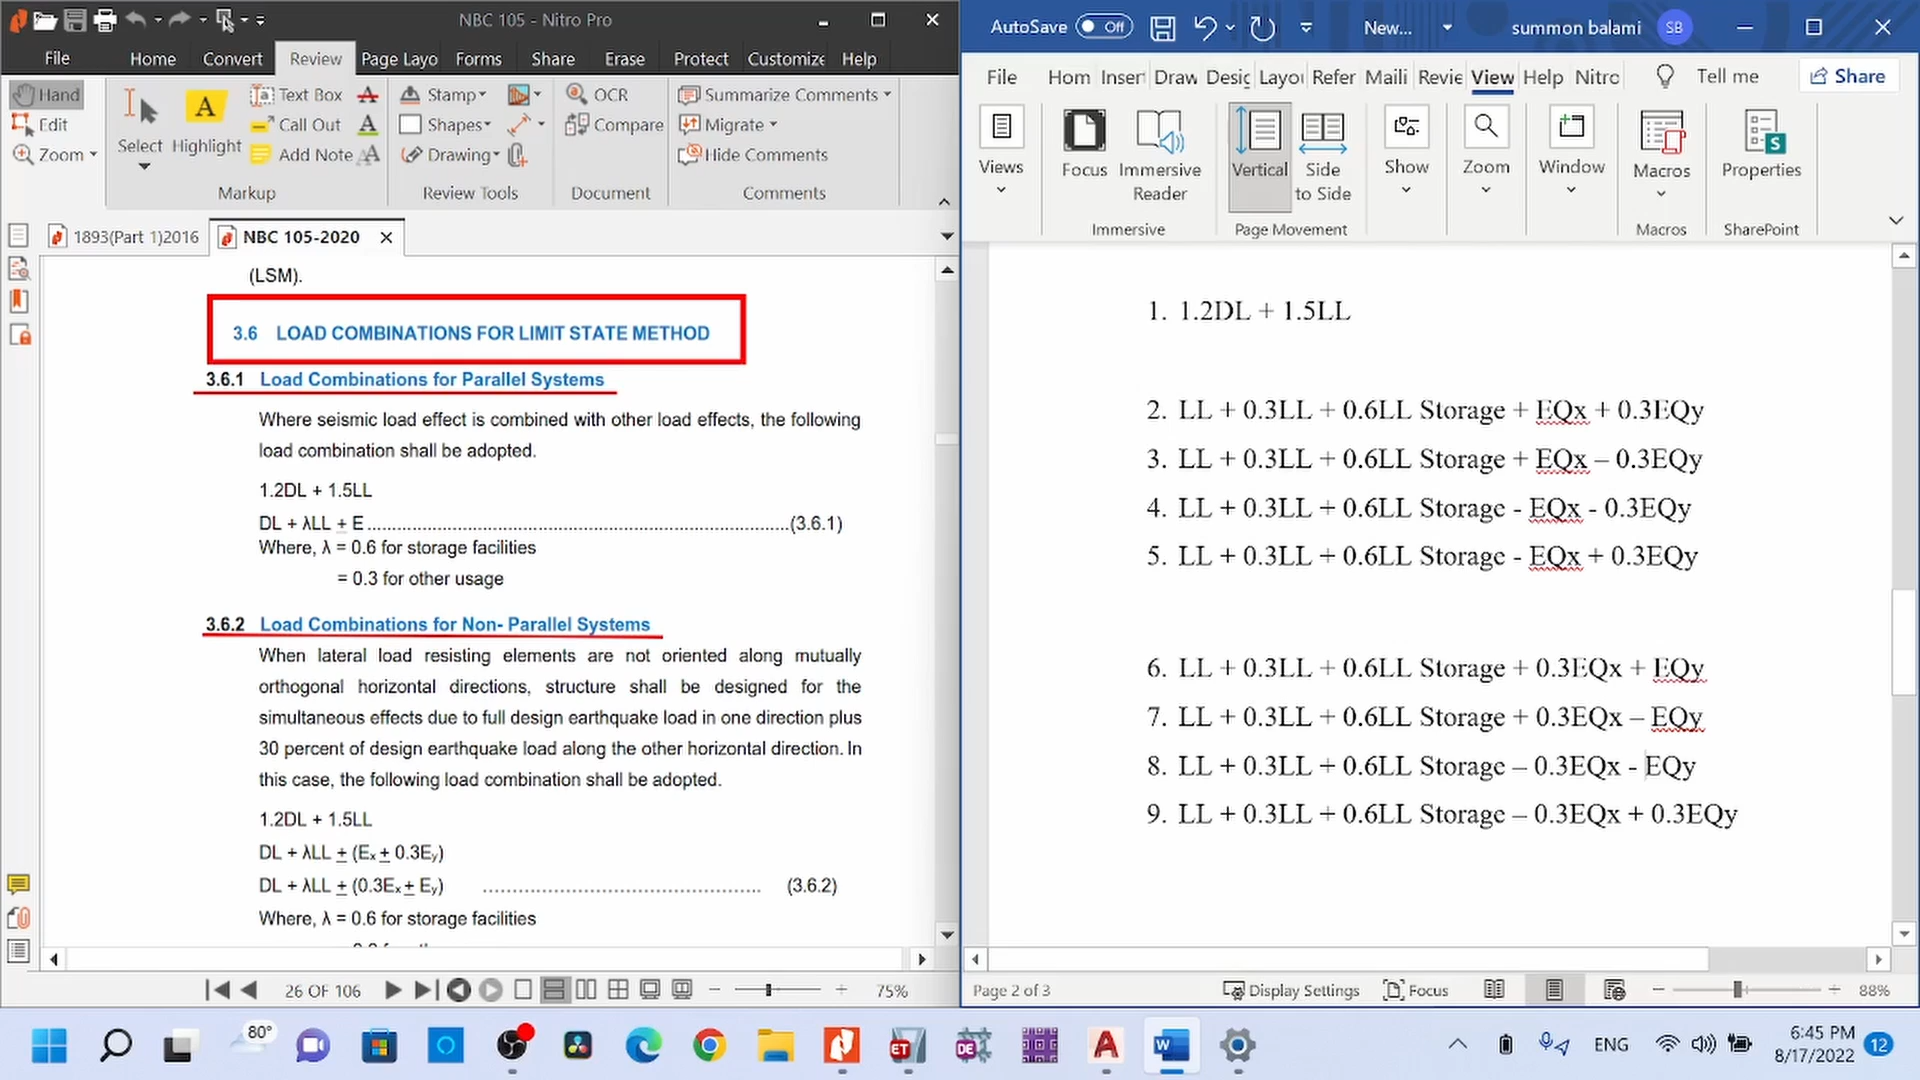 NBC 105 - Nitro Pro
File Home Convert Review Page Layo Forms Share Erase Protect Customize Help
Hand
Edit
Zoom
Select
Highlight
Text Box
Call Out
Add Note
Markup
Stamp
Shapes
Drawing
Review Tools
OCR
Compare
Document
Summarize Comments
Migrate
Hide Comments
Comments
1893(Part 1)2016
NBC 105-2020
(LSM).
3.6 LOAD COMBINATIONS FOR LIMIT STATE METHOD
3.6.1 Load Combinations for Parallel Systems
Where seismic load effect is combined with other load effects, the following
load combination shall be adopted.
1.2DL + 1.5LL
DL + λLL + E ................................................................(3.6.1)
Where, λ = 0.6 for storage facilities
= 0.3 for other usage
3.6.2 Load Combinations for Non- Parallel Systems
When lateral load resisting elements are not oriented along mutually
orthogonal horizontal directions, structure shall be designed for the
simultaneous effects due to full design earthquake load in one direction plus
30 percent of design earthquake load along the other horizontal direction. In
this case, the following load combination shall be adopted.
1.2DL + 1.5LL
DL + λLL ± (Eₓ ± 0.3Eᵧ)
DL + λLL ± (0.3Eₓ ± Eᵧ) ............................................ (3.6.2)
Where, λ = 0.6 for storage facilities
26 OF 106
75%
AutoSave Off New... summon balami SB
File Hom Insert Draw Desig Layou Refer Maili Revie View Help Nitro Tell me Share
Views
Focus
Immersive
Reader
Immersive
Vertical
Side
to Side
Page Movement
Show
Zoom
Window
Macros
Macros
Properties
SharePoint
1. 1.2DL + 1.5LL
2. LL + 0.3LL + 0.6LL Storage + EQx + 0.3EQy
3. LL + 0.3LL + 0.6LL Storage + EQx – 0.3EQy
4. LL + 0.3LL + 0.6LL Storage - EQx - 0.3EQy
5. LL + 0.3LL + 0.6LL Storage - EQx + 0.3EQy
6. LL + 0.3LL + 0.6LL Storage + 0.3EQx + EQy
7. LL + 0.3LL + 0.6LL Storage + 0.3EQx – EQy
8. LL + 0.3LL + 0.6LL Storage – 0.3EQx - EQy
9. LL + 0.3LL + 0.6LL Storage – 0.3EQx + 0.3EQy
Page 2 of 3
Display Settings
Focus
88%
80°
ET
DE
ENG
6:45 PM
8/17/2022
12